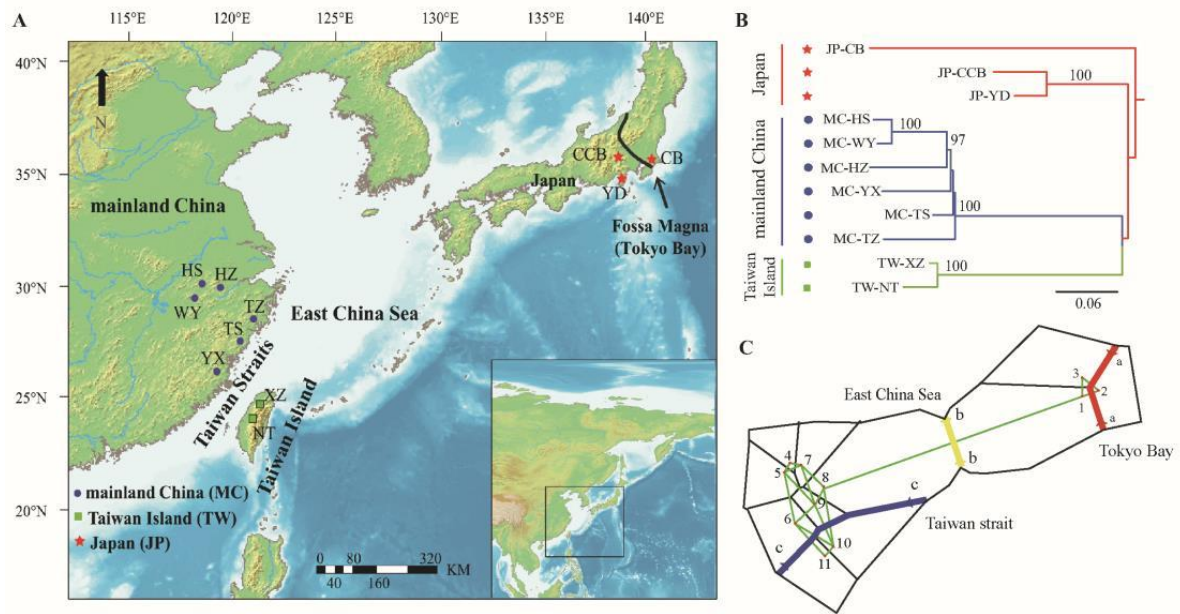 A
115°E 120°E 125°E 130°E 135°E 140°E
40°N
35°N
30°N
25°N
20°N
N
CCB
CB
Japan
YD
Fossa Magna
(Tokyo Bay)
mainland China
HS
HZ
WY
TZ
TS
YX
East China Sea
Taiwan Straits
XZ
NT
Taiwan Island
mainland China (MC)
Taiwan Island (TW)
Japan (JP)
0 80 320
40 160
KM
B
Japan
mainland China
Taiwan
Island
JP-CB
JP-CCB
100
JP-YD
MC-HS
100
MC-WY
97
MC-HZ
MC-YX
MC-TS
100
MC-TZ
TW-XZ
100
TW-NT
0.06
C
East China Sea
a
3
2
1
a
Tokyo Bay
b
b
4
7
5
8
9
6
10
11
c
c
Taiwan strait